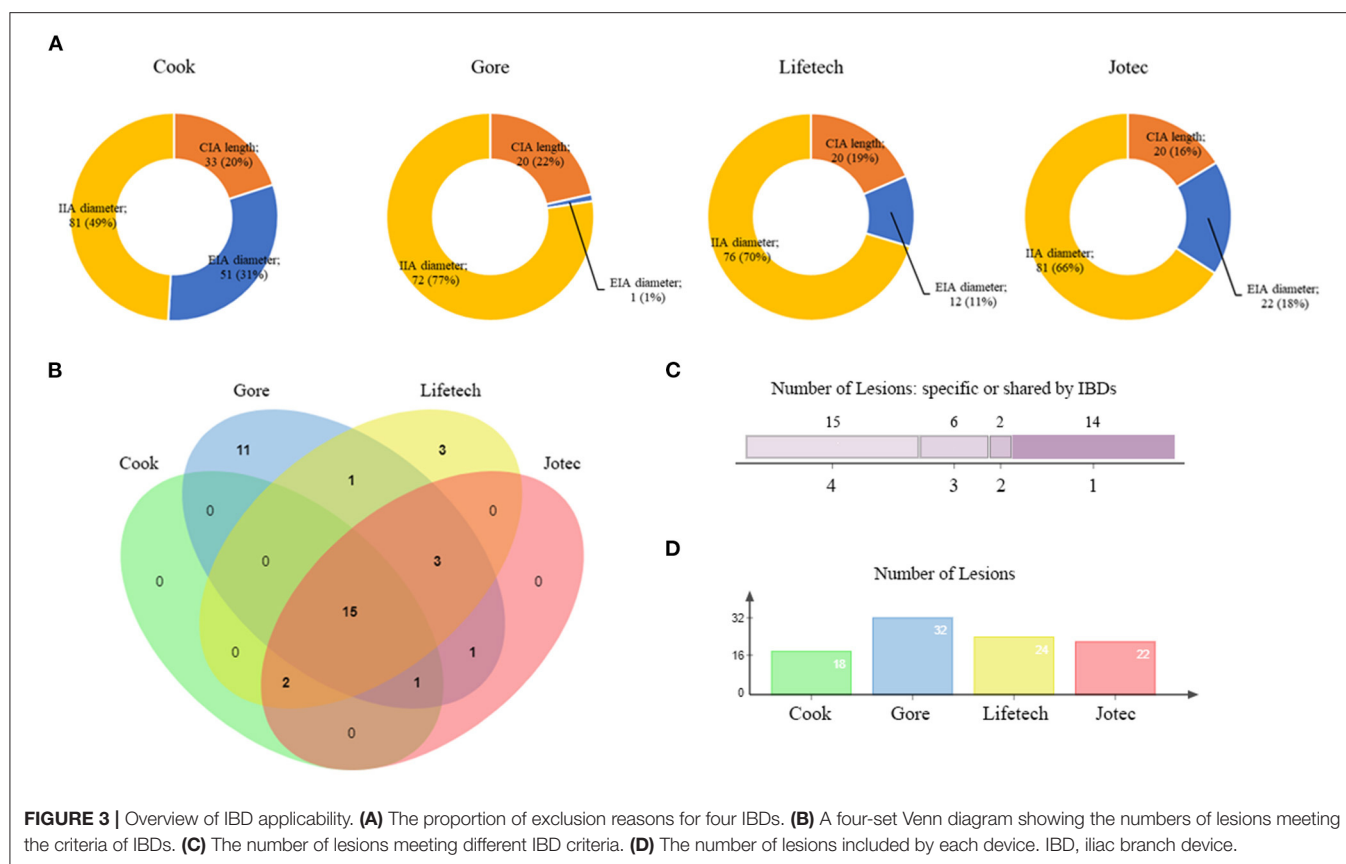 A
Cook
Gore
Lifetech
Jotec
CIA length;
33 (20%)
IIA diameter;
81 (49%)
EIA diameter;
51 (31%)
CIA length;
20 (22%)
IIA diameter;
72 (77%)
EIA diameter;
1 (1%)
CIA length;
20 (19%)
IIA diameter;
76 (70%)
EIA diameter;
12 (11%)
CIA length;
20 (16%)
IIA diameter;
81 (66%)
EIA diameter;
22 (18%)
B
Gore
Lifetech
Cook
Jotec
11
3
1
0
0
0
3
0
0
15
0
1
2
1
0
C
Number of Lesions: specific or shared by IBDs
15 6 2 14
4 3 2 1
D
Number of Lesions
32
16
0
18
32
24
22
Cook Gore Lifetech Jotec
FIGURE 3 | Overview of IBD applicability. (A) The proportion of exclusion reasons for four IBDs. (B) A four-set Venn diagram showing the numbers of lesions meeting
the criteria of IBDs. (C) The number of lesions meeting different IBD criteria. (D) The number of lesions included by each device. IBD, iliac branch device.